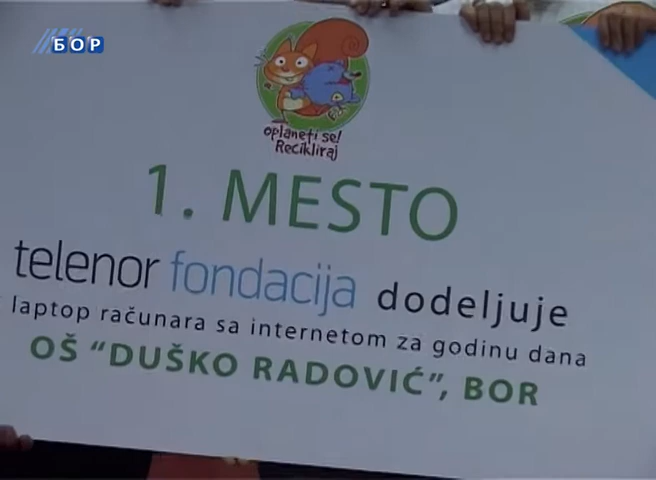 БОР
oplaneti se!
Recikliraj
1. MESTO
telenor fondacija dodeljuje
laptop računara sa internetom za godinu dana
OŠ "DUŠKO RADOVIĆ", BOR